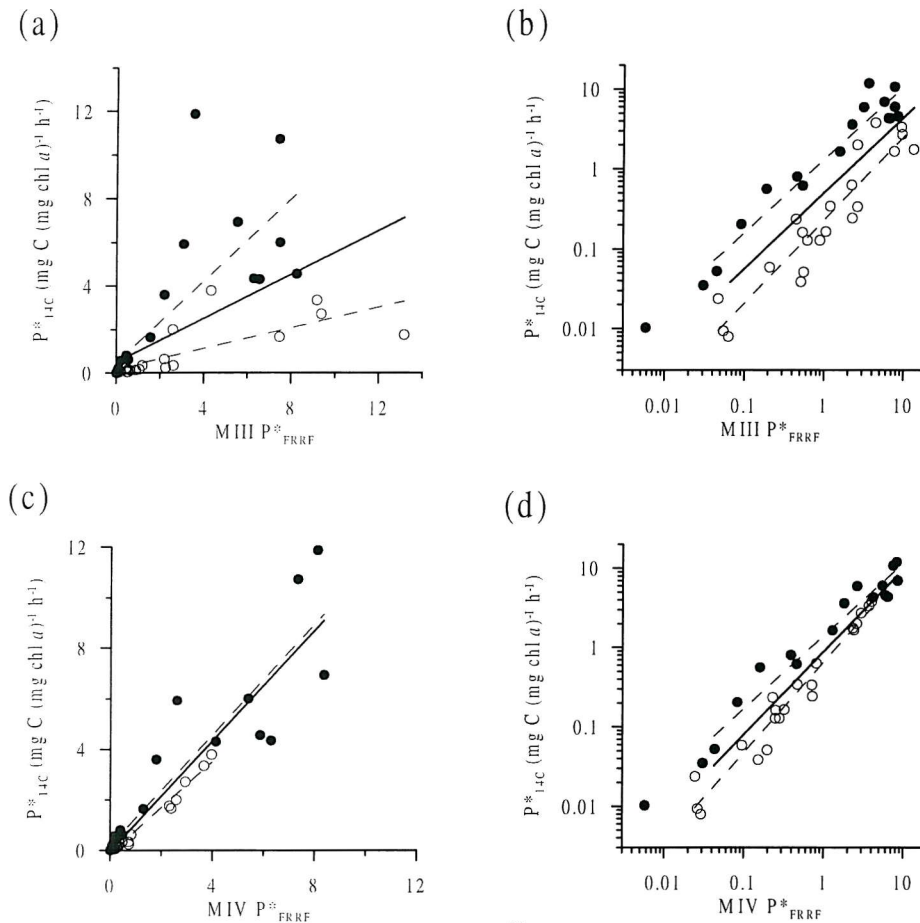 (a)
12
8
4
0
P*14C (mg C (mg chl a)-1 h-1)
0 4 8 12
MIII P*FRRF
(b)
10
1
0.1
0.01
P*14C (mg C (mg chl a)-1 h-1)
0.01 0.1 1 10
MIII P*FRRF
(c)
12
8
4
0
P*14C (mg C (mg chl a)-1 h-1)
0 4 8 12
MIV P*FRRF
(d)
10
1
0.1
0.01
P*14C (mg C (mg chl a)-1 h-1)
0.01 0.1 1 10
MIV P*FRRF